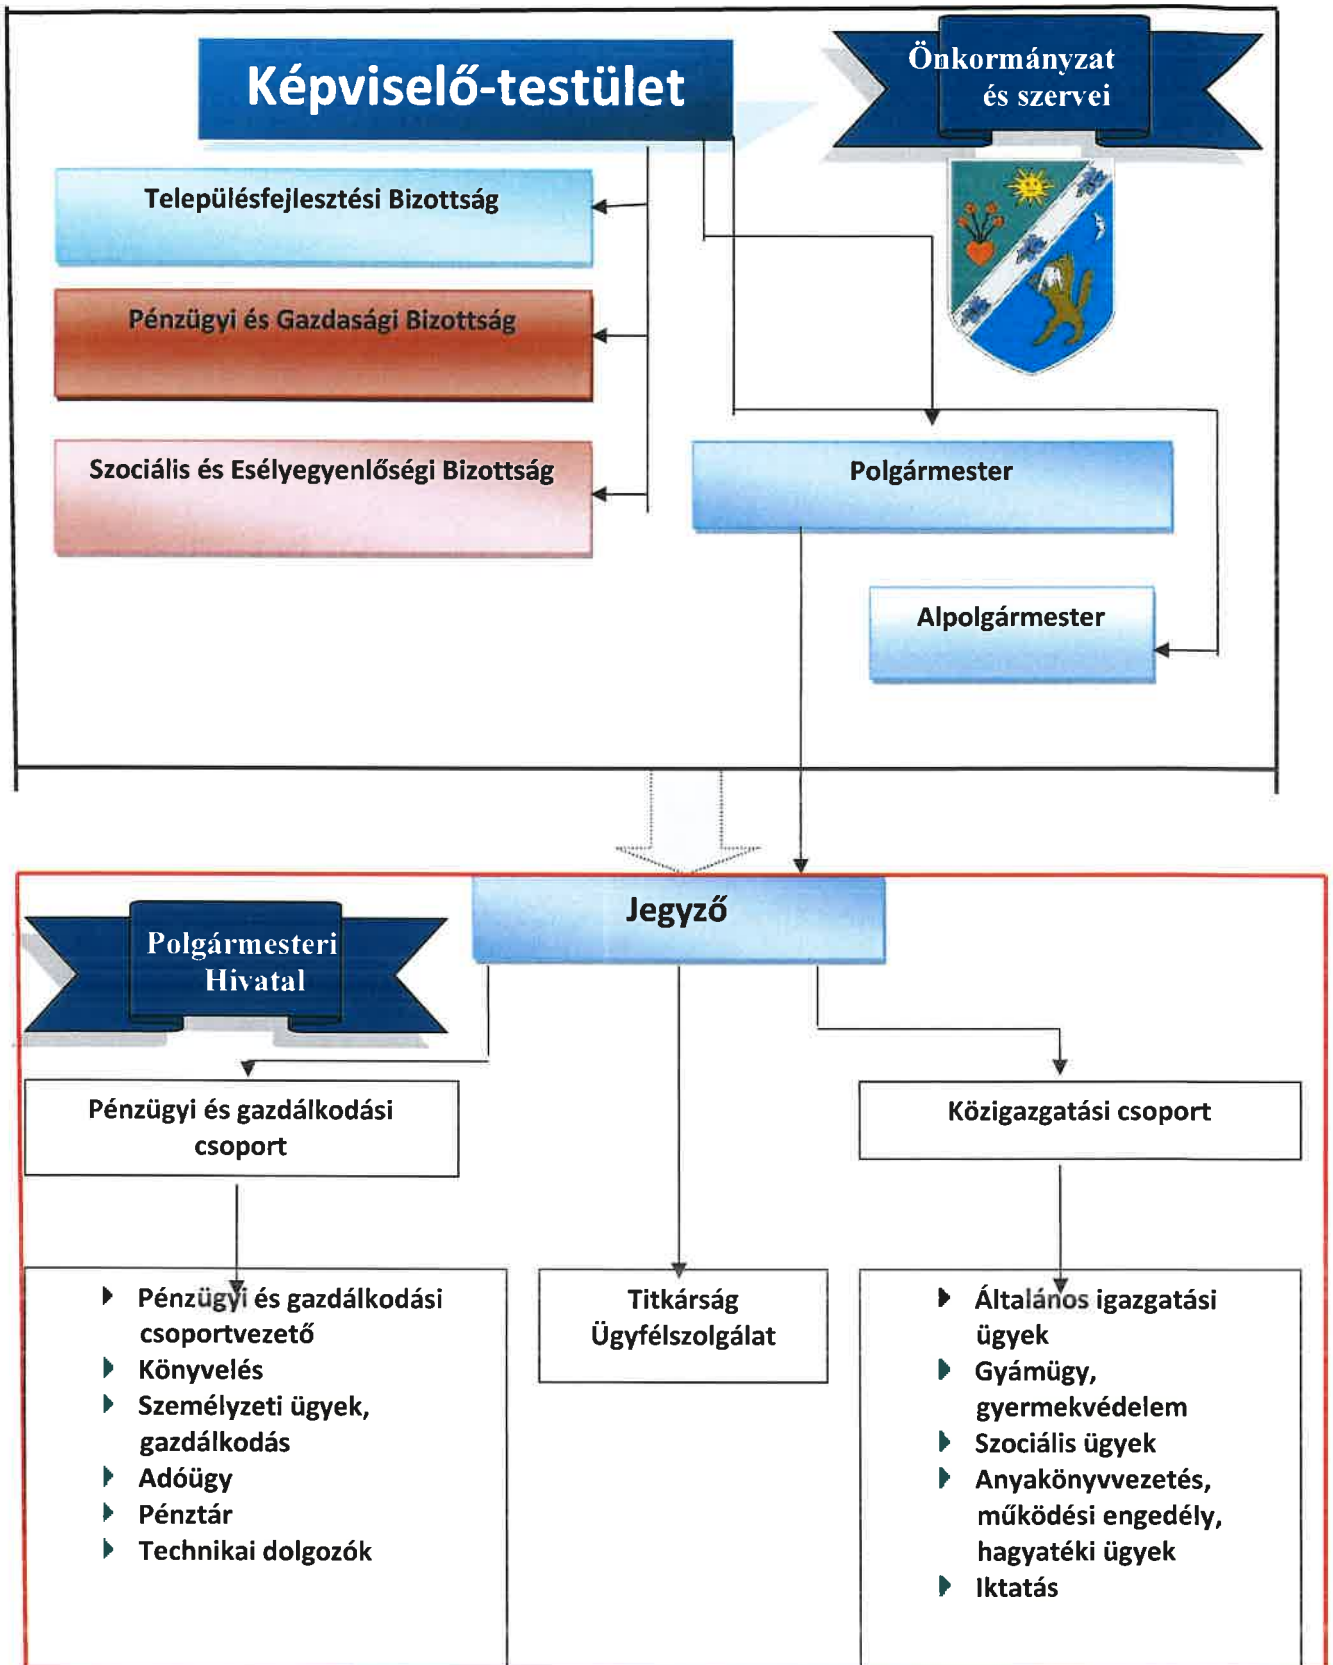 Képviselő-testület
Önkormányzat
és szervei
Településfejlesztési Bizottság
Pénzügyi és Gazdasági Bizottság
Szociális és Esélyegyenlőségi Bizottság
Polgármester
Alpolgármester
Jegyző
Polgármesteri
Hivatal
Pénzügyi és gazdálkodási
csoport
Közigazgatási csoport
Pénzügyi és gazdálkodási
csoportvezető
Könyvelés
Személyzeti ügyek,
gazdálkodás
Adóügy
Pénztár
Technikai dolgozók
Titkárság
Ügyfélszolgálat
Általános igazgatási
ügyek
Gyámügy,
gyermekvédelem
Szociális ügyek
Anyakönyvvezetés,
működési engedély,
hagyatéki ügyek
Iktatás